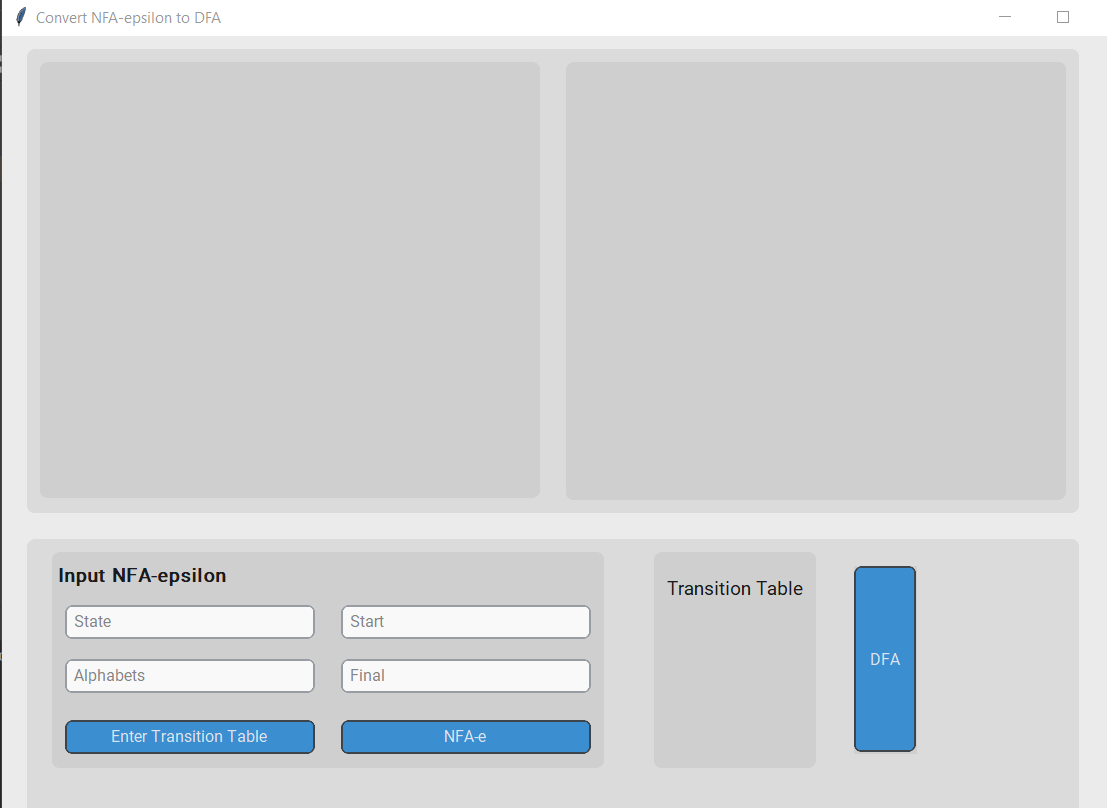 Convert NFA-epsilon to DFA
Input NFA-epsilon
State
Start
Alphabets
Final
Enter Transition Table
NFA-e
Transition Table
DFA